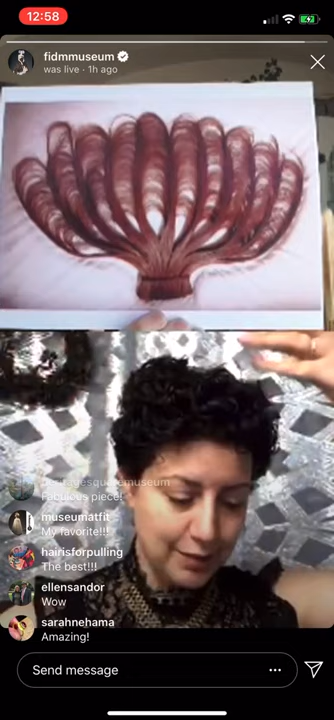 12:58
fidmmuseum
was live · 1h ago
Fabulous piece!
museumatfit
My favorite!!!
hairisforpulling
The best!!!
ellensandor
Wow
sarahnehama
Amazing!
Send message